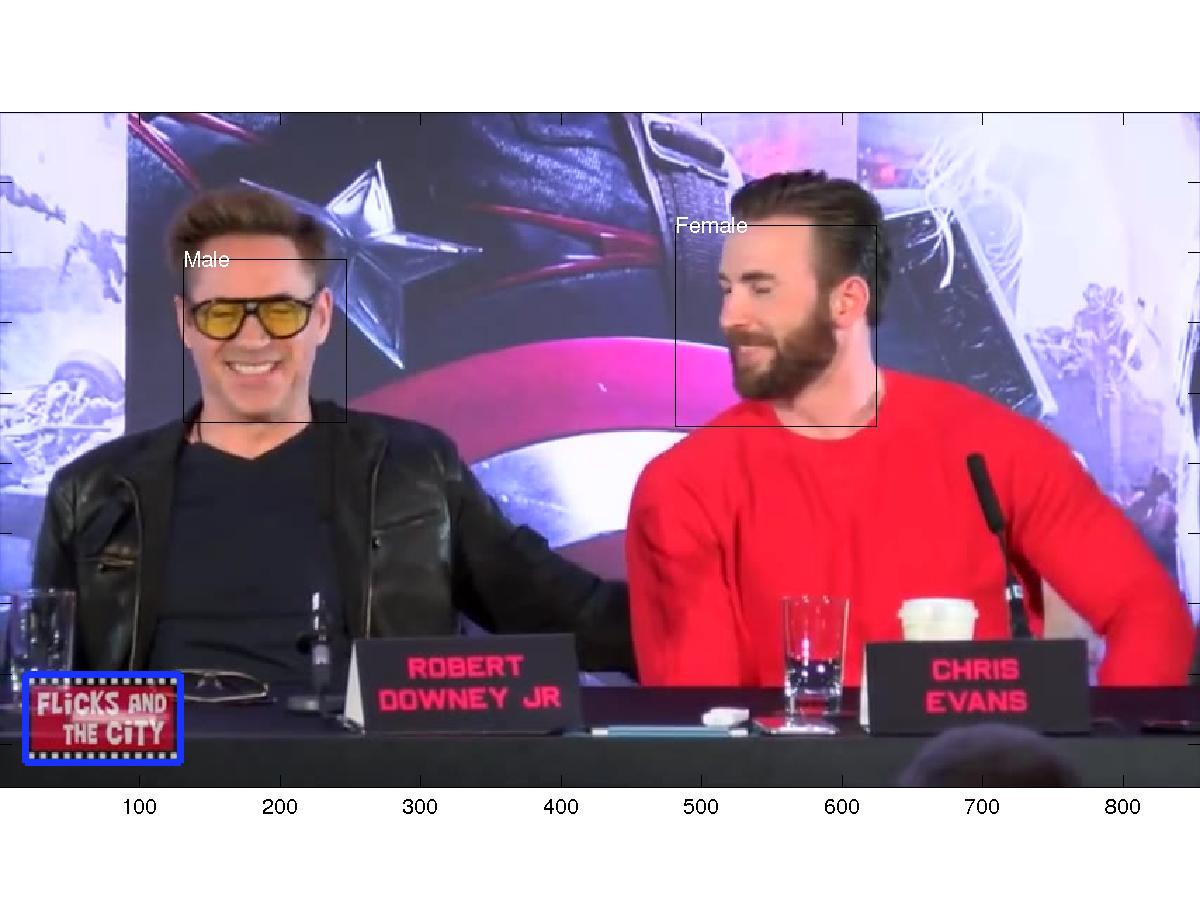 Male
Female
ROBERT
DOWNEY JR
CHRIS
EVANS
FLiCKS AND
THE CiTY
100
200
300
400
500
600
700
800